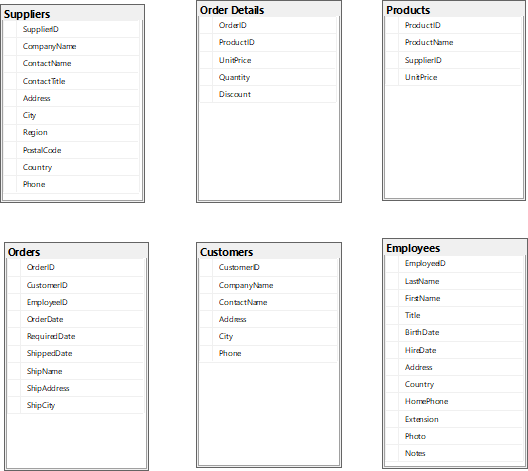 Suppliers
SupplierID
CompanyName
ContactName
ContactTitle
Address
City
Region
PostalCode
Country
Phone
Order Details
OrderID
ProductID
UnitPrice
Quantity
Discount
Products
ProductID
ProductName
SupplierID
UnitPrice
Orders
OrderID
CustomerID
EmployeeID
OrderDate
RequiredDate
ShippedDate
ShipName
ShipAddress
ShipCity
Customers
CustomerID
CompanyName
ContactName
Address
City
Phone
Employees
EmployeeID
LastName
FirstName
Title
BirthDate
HireDate
Address
Country
HomePhone
Extension
Photo
Notes